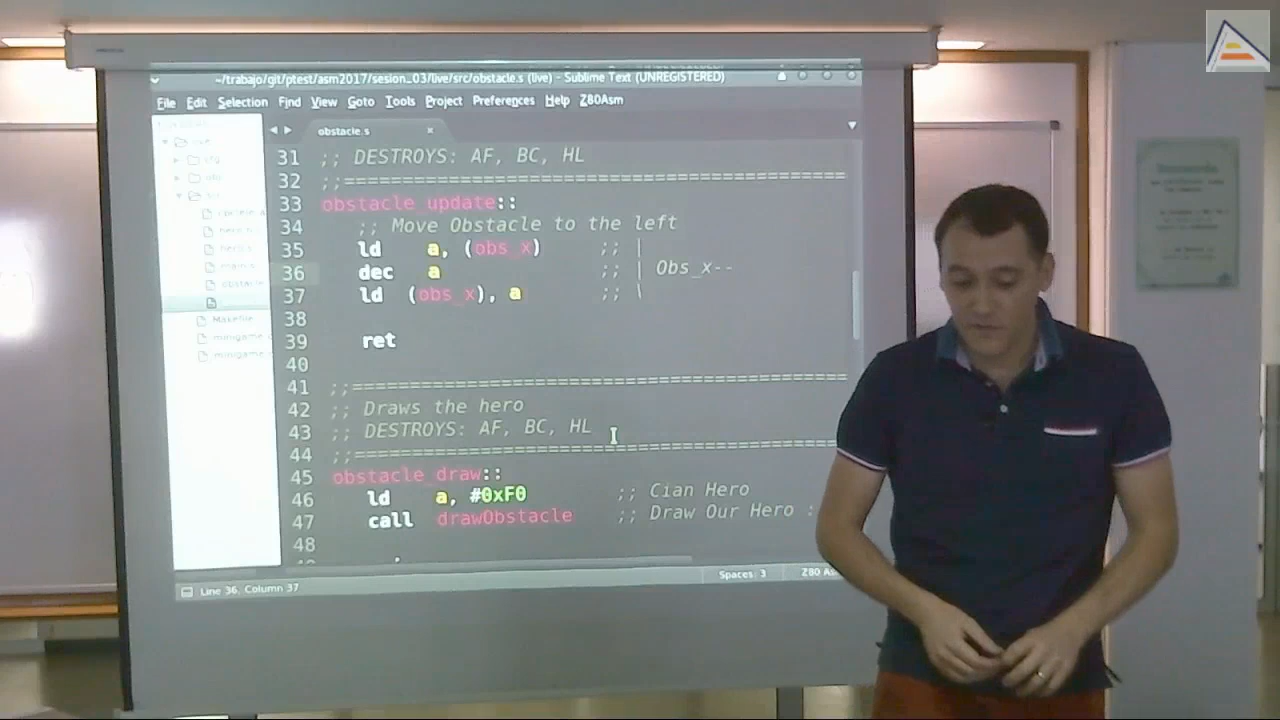 ~/trabajo/git/ptest/asm2017/sesion_03/live/src/obstacle.s (live) - Sublime Text (UNREGISTERED)
File Edit Selection Find View Goto Tools Project Preferences Help Z80Asm
obstacle.s ×
31 ;; DESTROYS: AF, BC, HL
32 ;;===========================================
33 obstacle_update::
34 ;; Move Obstacle to the left
35 ld a, (obs_x) ;; |
36 dec a ;; | Obs_x--
37 ld (obs_x), a ;; \
38
39 ret
40
41 ;;===========================================
42 ;; Draws the hero
43 ;; DESTROYS: AF, BC, HL
44 ;;===========================================
45 obstacle_draw::
46 ld a, #0xF0 ;; Cian Hero
47 call drawObstacle ;; Draw Our Hero :
48
Makefile
Line 36, Column 37 Spaces: 3 Z80 As